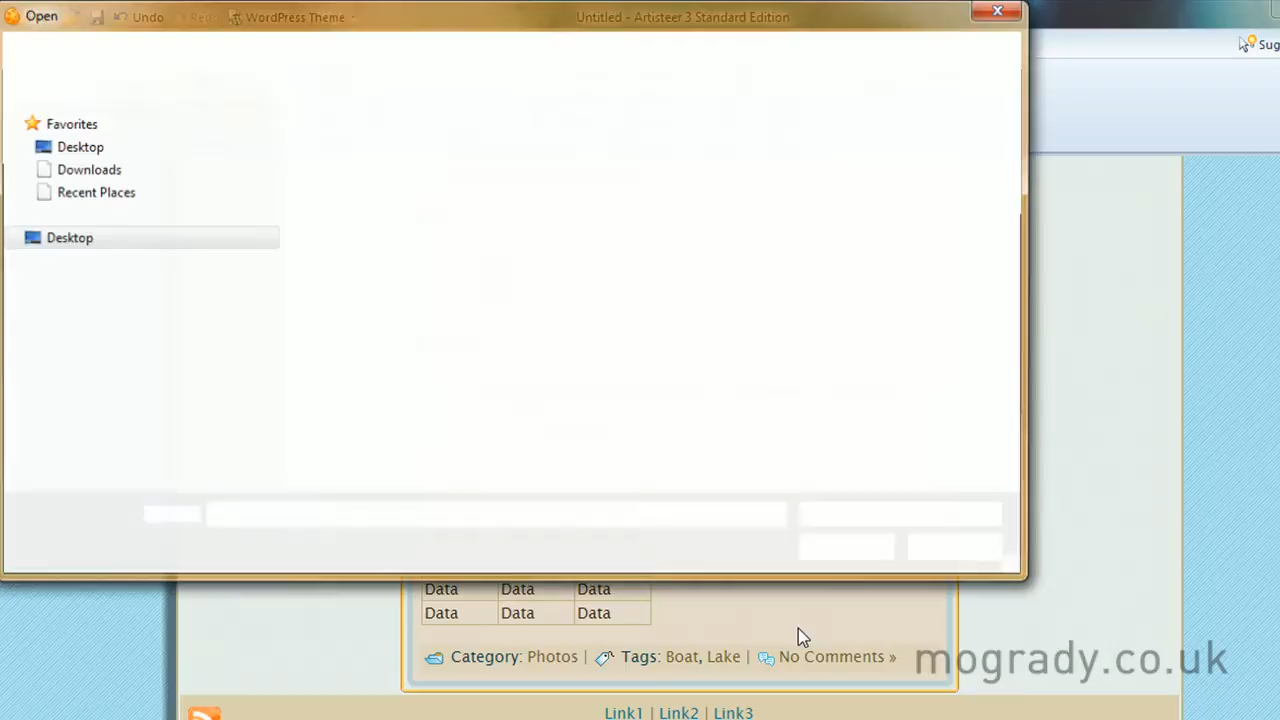 Open
Undo
WordPress Theme
Untitled - Artisteer 3 Standard Edition
Sug
Favorites
Desktop
Downloads
Recent Places
Desktop
Data Data Data
Data Data Data
Category: Photos | Tags: Boat, Lake | No Comments »
mogrady.co.uk
Link1 | Link2 | Link3